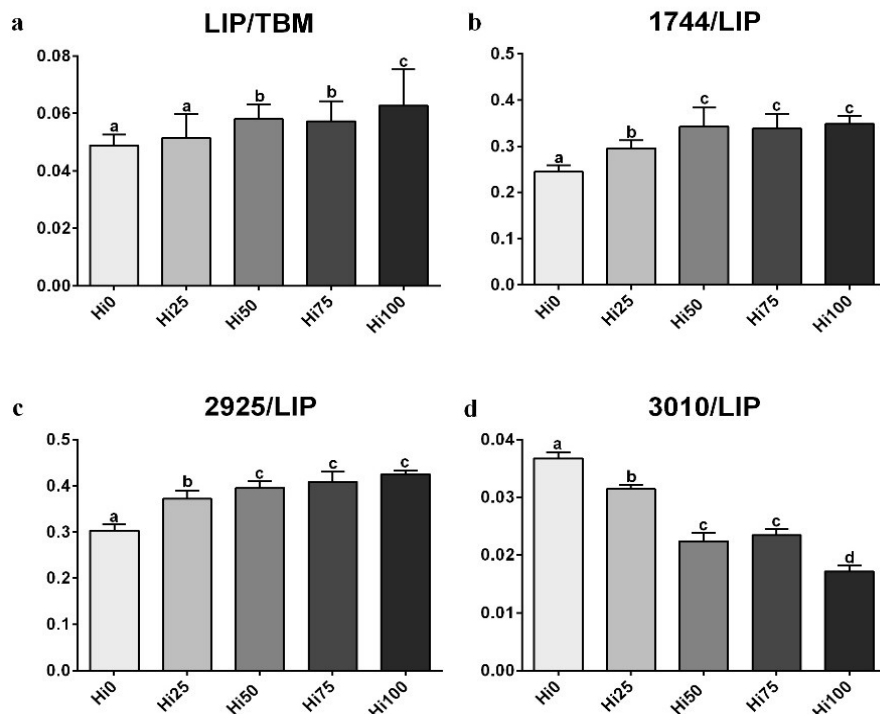 a
LIP/TBM
0.08
0.06
0.04
0.02
0.00
a
a
b
b
c
Hi0
Hi25
Hi50
Hi75
Hi100
b
1744/LIP
0.5
0.4
0.3
0.2
0.1
0.0
a
b
c
c
c
Hi0
Hi25
Hi50
Hi75
Hi100
c
2925/LIP
0.5
0.4
0.3
0.2
0.1
0.0
a
b
c
c
c
Hi0
Hi25
Hi50
Hi75
Hi100
d
3010/LIP
0.04
0.03
0.02
0.01
0.00
a
b
c
c
d
Hi0
Hi25
Hi50
Hi75
Hi100